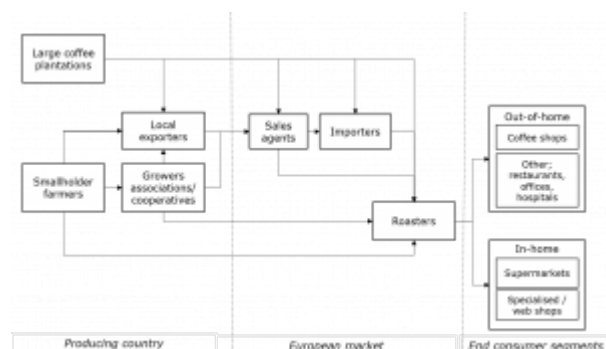 Large coffee
plantations
Local
exporters
Sales
agents
Importers
Smallholder
farmers
Growers
associations/
cooperatives
Roasters
Out-of-home
Coffee shops
Other;
restaurants,
offices,
hospitals
In-home
Supermarkets
Specialised /
web shops
Producing country
European market
End consumer segments